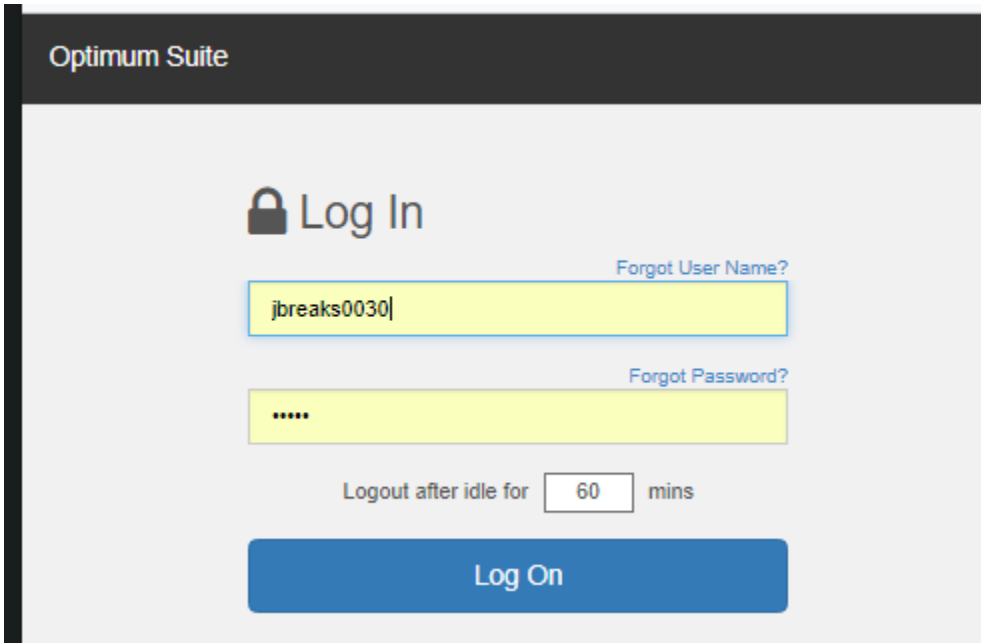 Optimum Suite
Log In
Forgot User Name?
jbreaks0030
Forgot Password?
•••••
Logout after idle for 60 mins
Log On